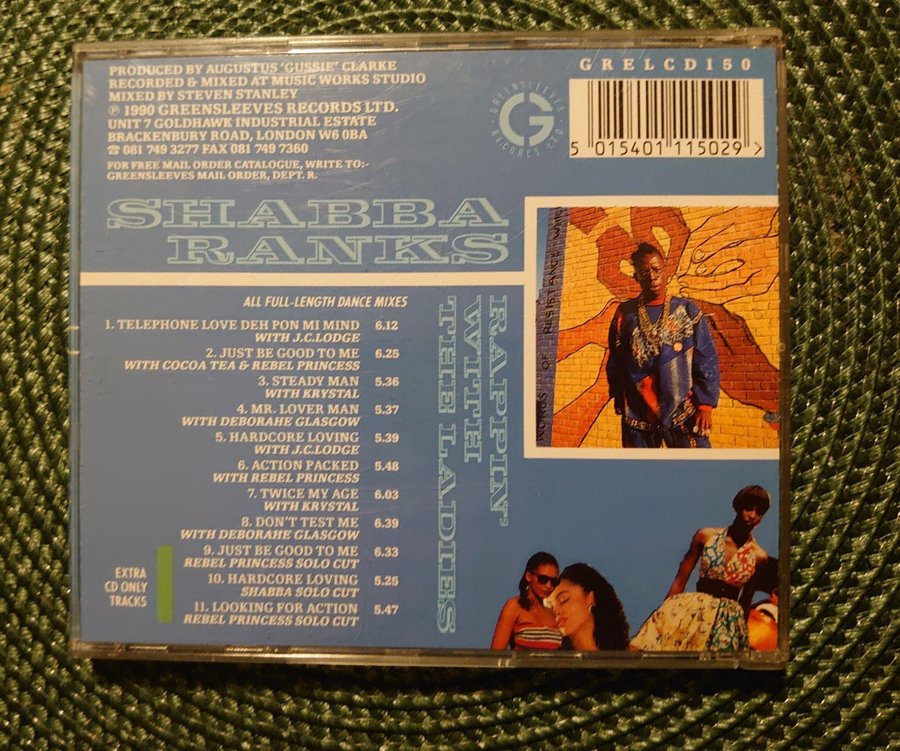 PRODUCED BY AUGUSTUS 'GUSSIE' CLARKE
RECORDED & MIXED AT MUSIC WORKS STUDIO
MIXED BY STEVEN STANLEY
℗ 1990 GREENSLEEVES RECORDS LTD.
UNIT 7 GOLDHAWK INDUSTRIAL ESTATE
BRACKENBURY ROAD, LONDON W6 0BA
☎ 081 749 3277 FAX 081 749 7360
FOR FREE MAIL ORDER CATALOGUE, WRITE TO:-
GREENSLEEVES MAIL ORDER, DEPT. R.
GREENSLEEVES
RECORDS LTD.
G
GRELCD150
5 015401 115029 >
SHABBA
RANKS
OF RESISTANCE
ALL FULL-LENGTH DANCE MIXES
1. TELEPHONE LOVE DEH PON MI MIND 6.12
WITH J.C.LODGE
2. JUST BE GOOD TO ME 6.25
WITH COCOA TEA & REBEL PRINCESS
3. STEADY MAN 5.36
WITH KRYSTAL
4. MR. LOVER MAN 5.37
WITH DEBORAHE GLASGOW
5. HARDCORE LOVING 5.39
WITH J.C.LODGE
6. ACTION PACKED 5.48
WITH REBEL PRINCESS
7. TWICE MY AGE 6.03
WITH KRYSTAL
8. DON'T TEST ME 6.39
WITH DEBORAHE GLASGOW
9. JUST BE GOOD TO ME 6.33
REBEL PRINCESS SOLO CUT
10. HARDCORE LOVING 5.25
SHABBA SOLO CUT
11. LOOKING FOR ACTION 5.47
REBEL PRINCESS SOLO CUT
EXTRA
CD ONLY
TRACKS
RAPPIN'
WITH
THE LADIES